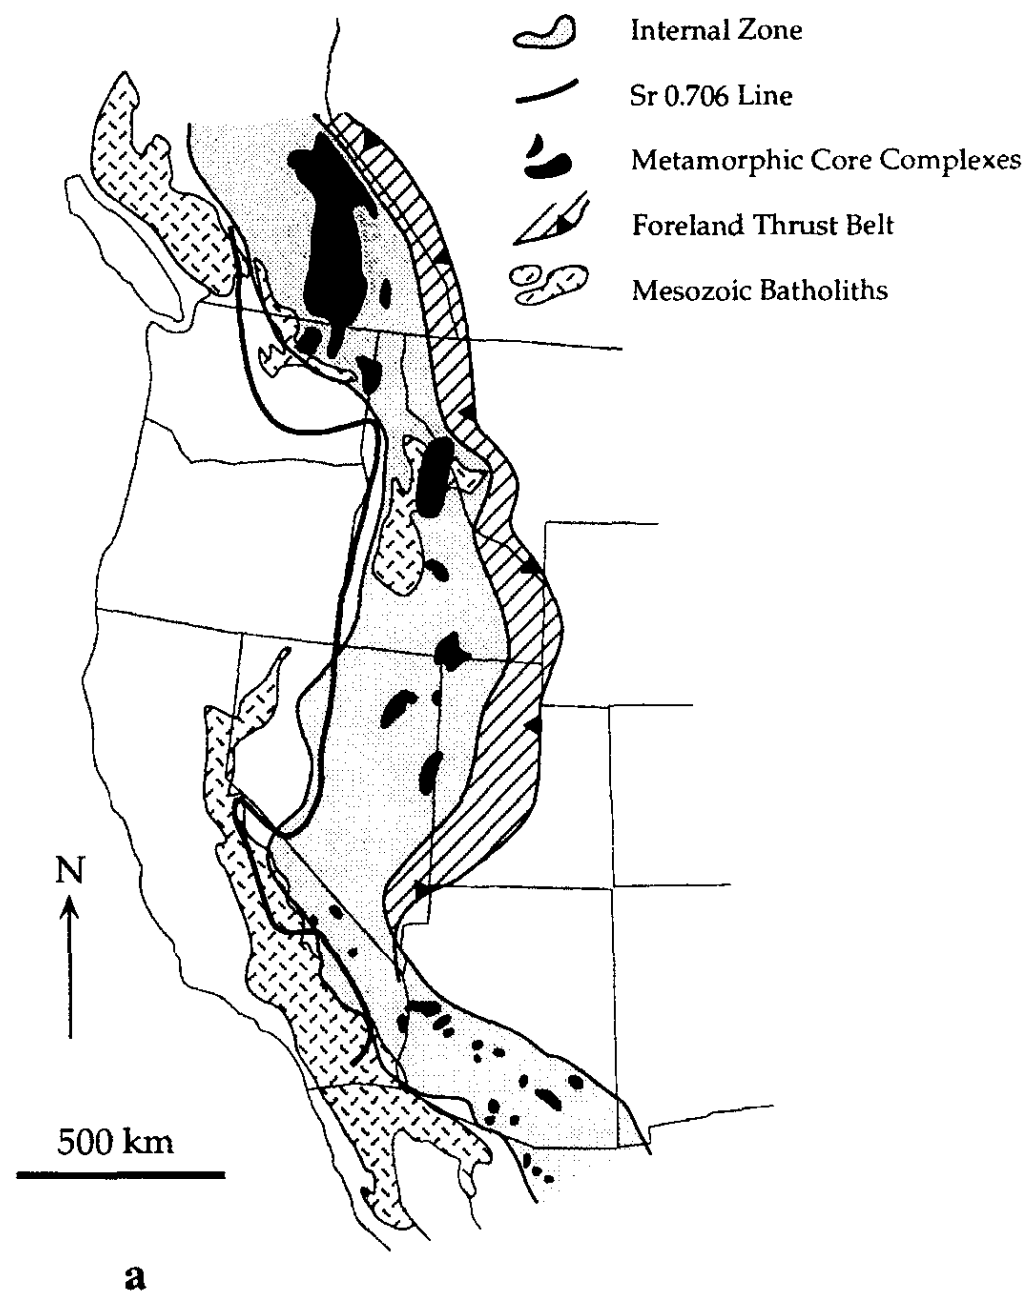 Internal Zone
Sr 0.706 Line
Metamorphic Core Complexes
Foreland Thrust Belt
Mesozoic Batholiths
N
500 km
a